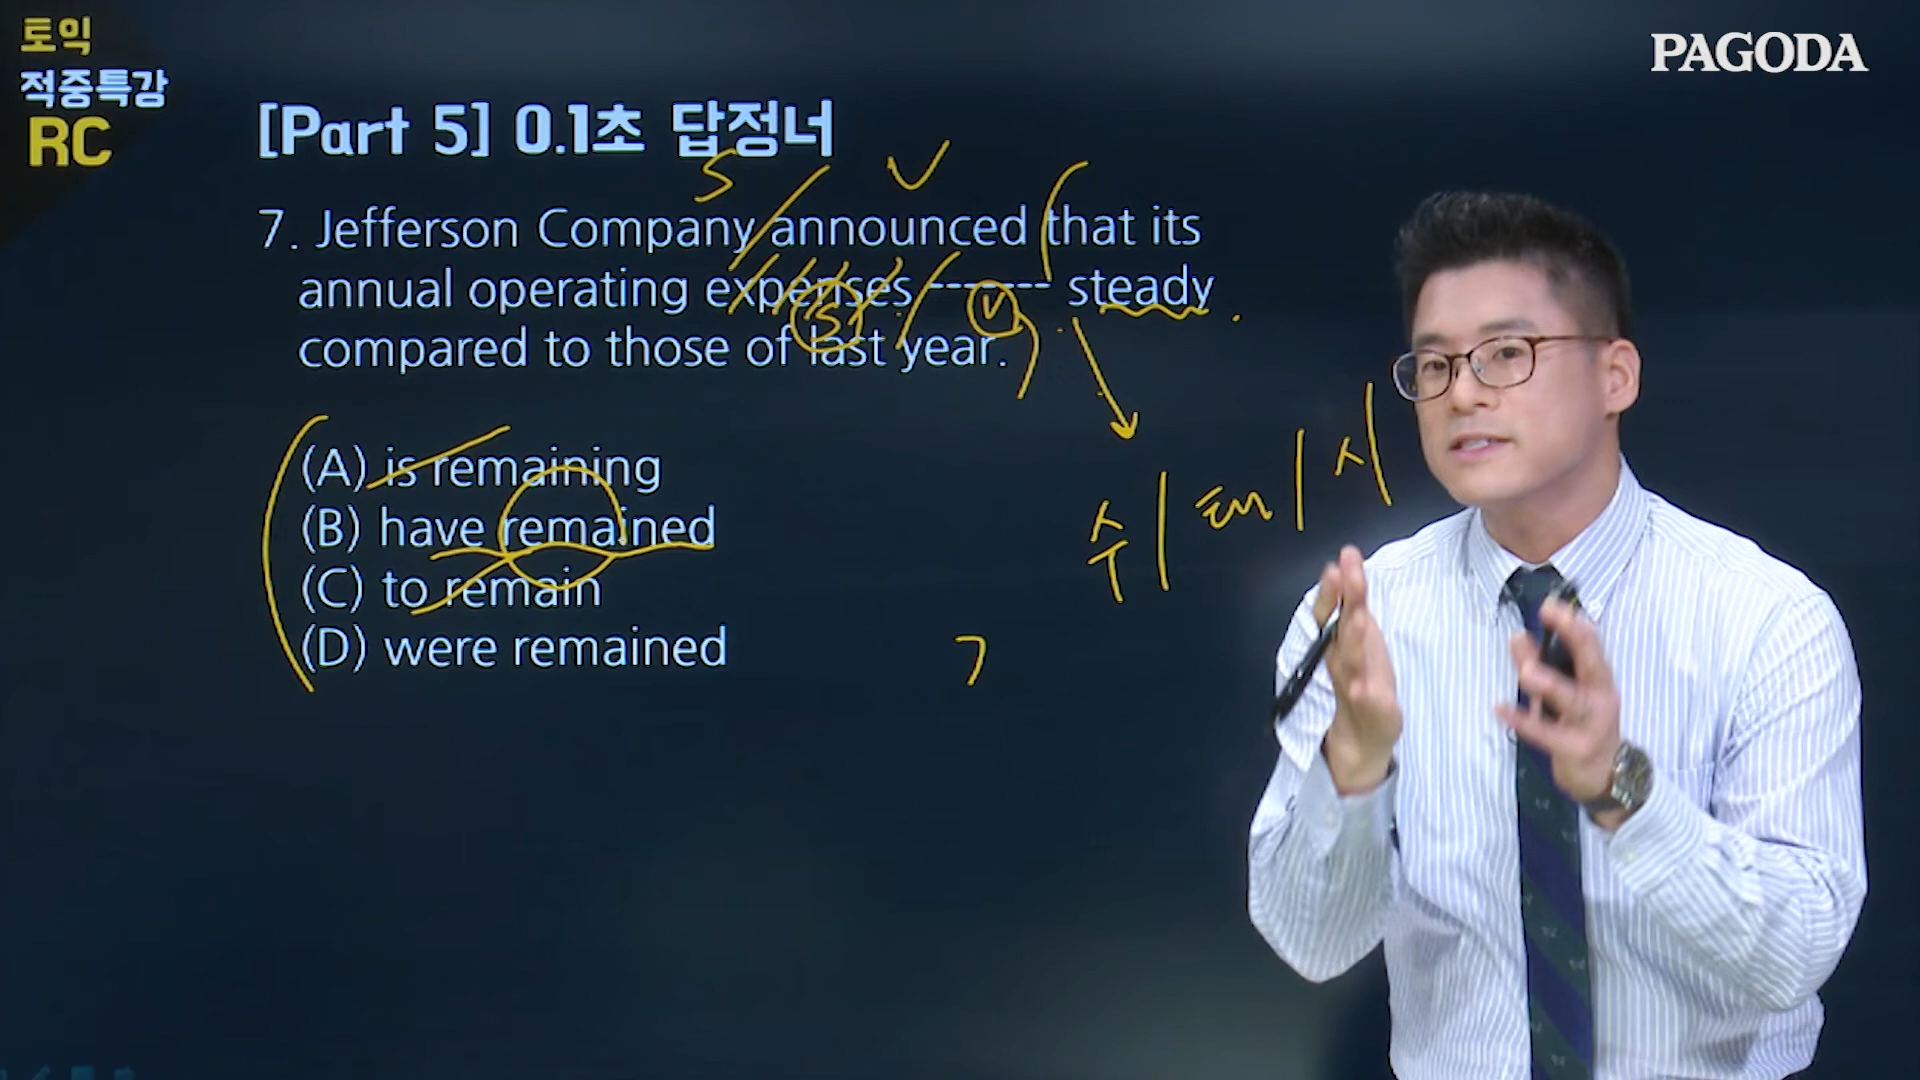 토익
적중특강
RC
PAGODA
[Part 5] 0.1초 답정너
S V
7. Jefferson Company announced that its
annual operating expenses ------- steady
S V
compared to those of last year.
(A) is remaining
(B) have remained
(C) to remain
(D) were remained
수 | 태 | 시